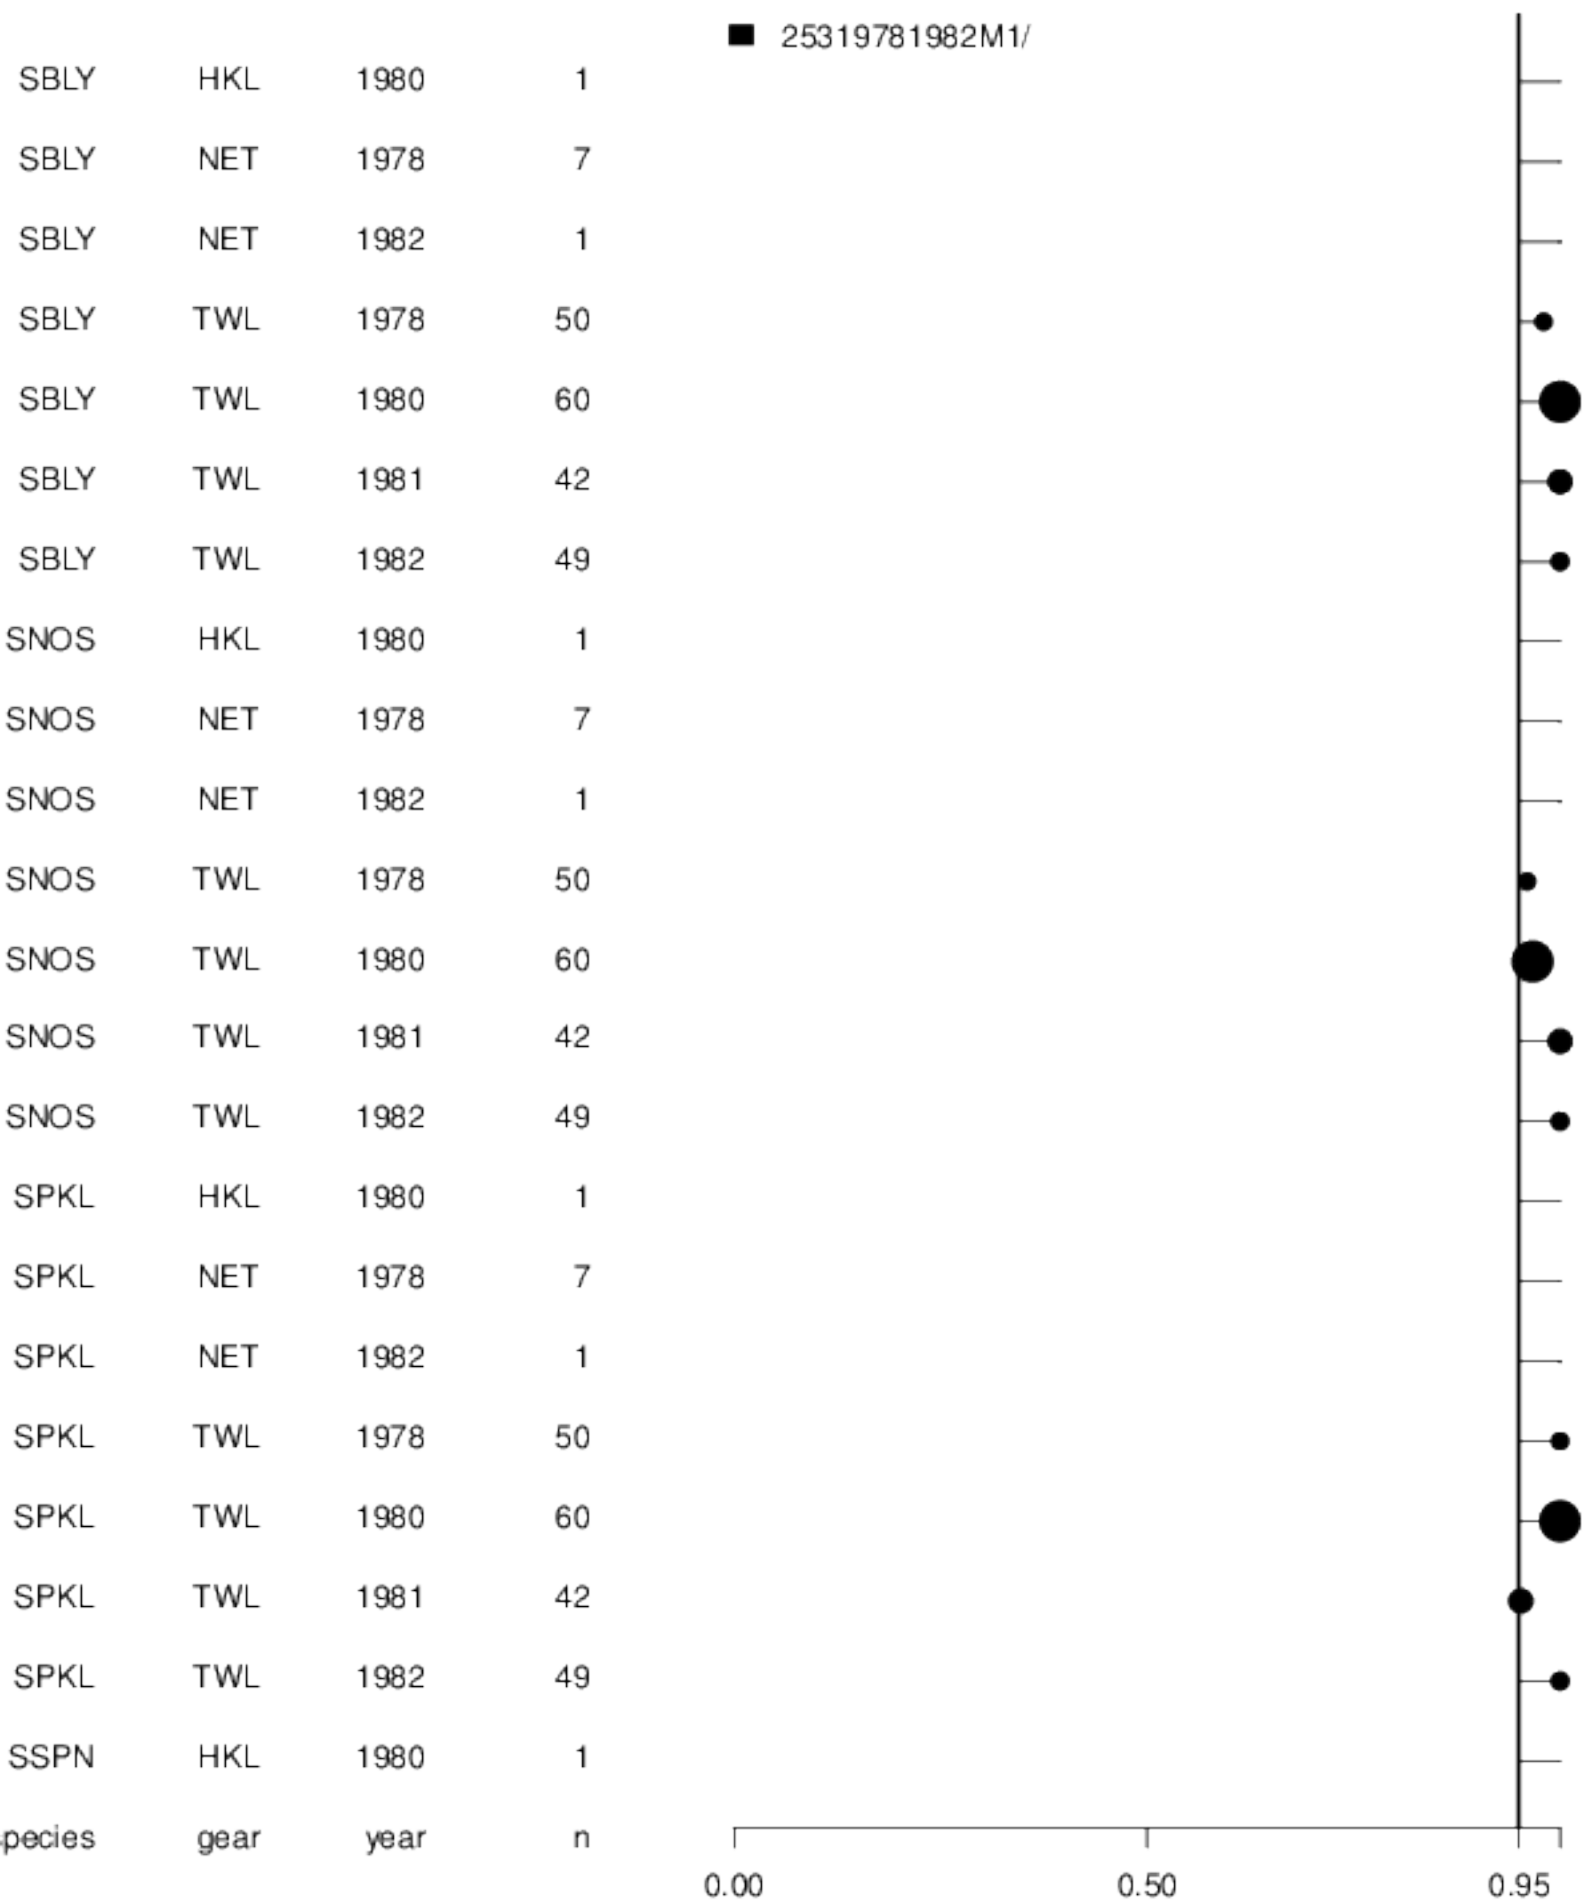 25319781982M1/
SBLY HKL 1980 1
SBLY NET 1978 7
SBLY NET 1982 1
SBLY TWL 1978 50
SBLY TWL 1980 60
SBLY TWL 1981 42
SBLY TWL 1982 49
SNOS HKL 1980 1
SNOS NET 1978 7
SNOS NET 1982 1
SNOS TWL 1978 50
SNOS TWL 1980 60
SNOS TWL 1981 42
SNOS TWL 1982 49
SPKL HKL 1980 1
SPKL NET 1978 7
SPKL NET 1982 1
SPKL TWL 1978 50
SPKL TWL 1980 60
SPKL TWL 1981 42
SPKL TWL 1982 49
SSPN HKL 1980 1
pecies gear year n
0.00 0.50 0.95